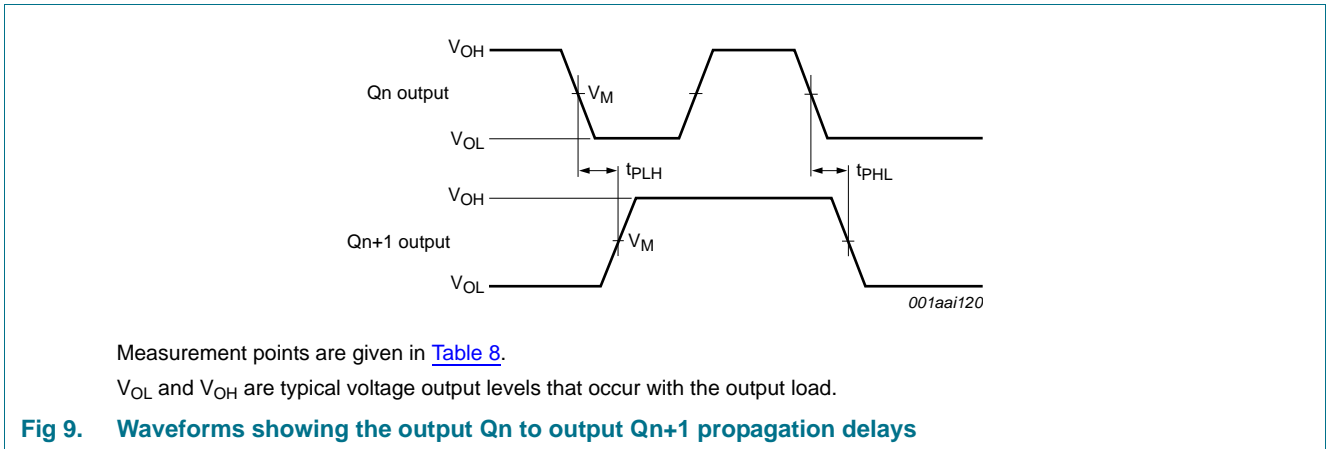 VOH
Qn output
VM
VOL
tPLH
tPHL
VOH
Qn+1 output
VM
VOL
001aai120
Measurement points are given in Table 8.
VOL and VOH are typical voltage output levels that occur with the output load.
Fig 9. Waveforms showing the output Qn to output Qn+1 propagation delays